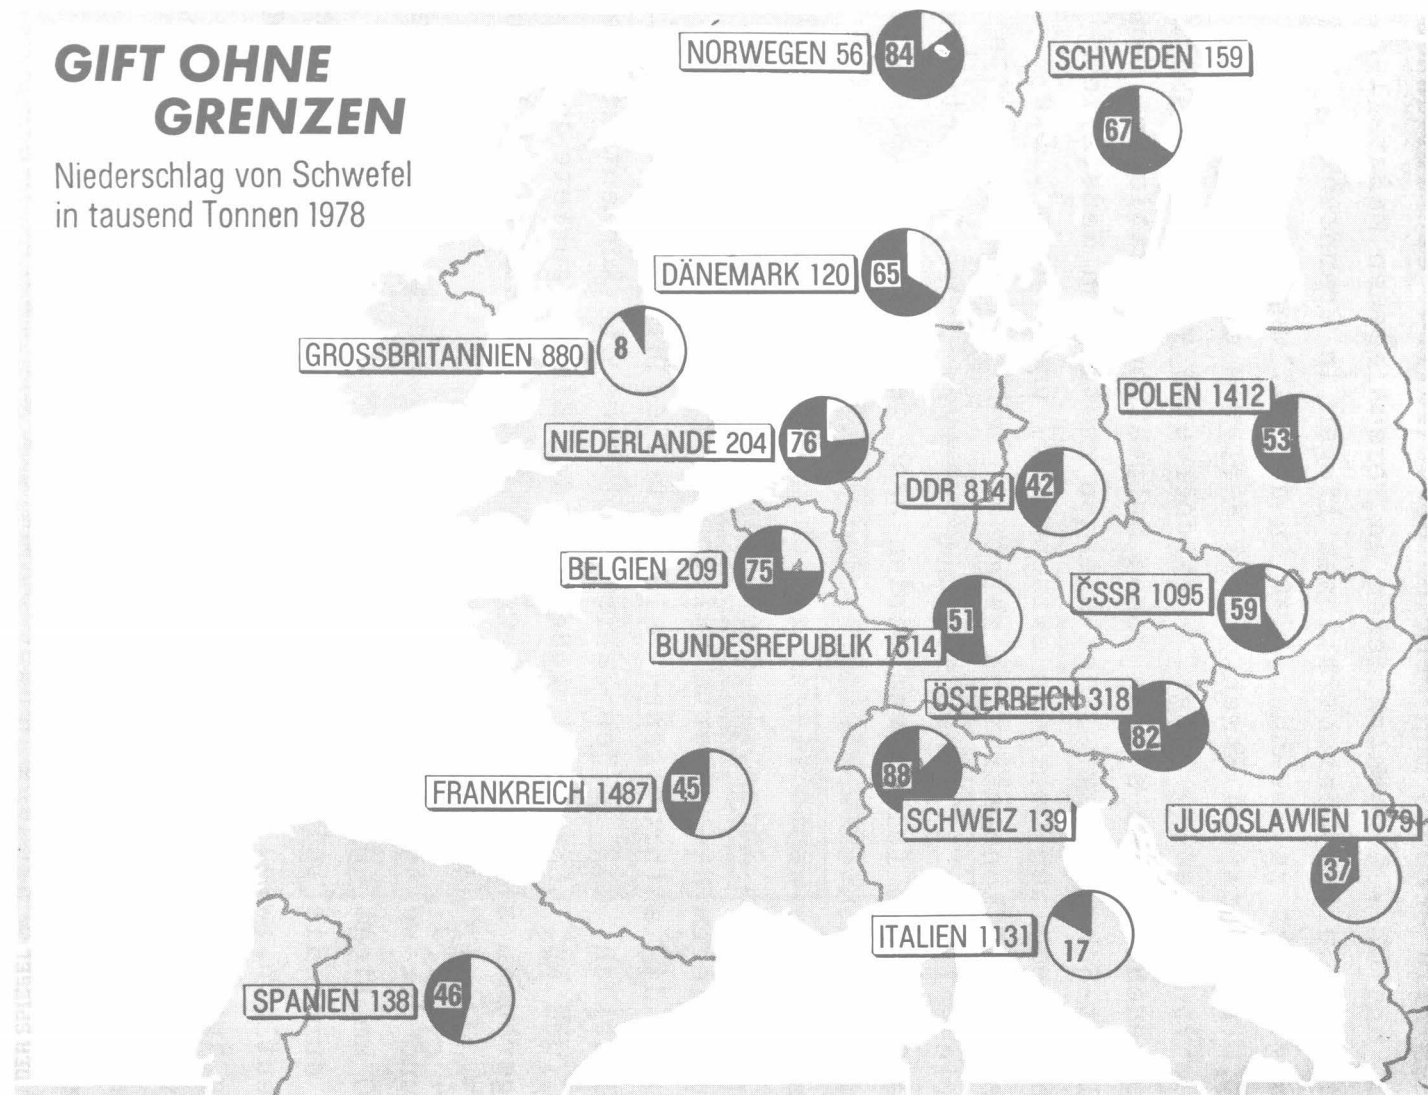 GIFT OHNE
GRENZEN
Niederschlag von Schwefel
in tausend Tonnen 1978
NORWEGEN 56
84
SCHWEDEN 159
67
DÄNEMARK 120
65
GROSSBRITANNIEN 880
8
POLEN 1412
53
NIEDERLANDE 204
76
DDR 814
42
BELGIEN 209
75
ČSSR 1095
59
BUNDESREPUBLIK 1514
51
ÖSTERREICH 318
82
FRANKREICH 1487
45
SCHWEIZ 139
88
JUGOSLAWIEN 1079
37
ITALIEN 1131
17
SPANIEN 138
46
DER SPIEGEL